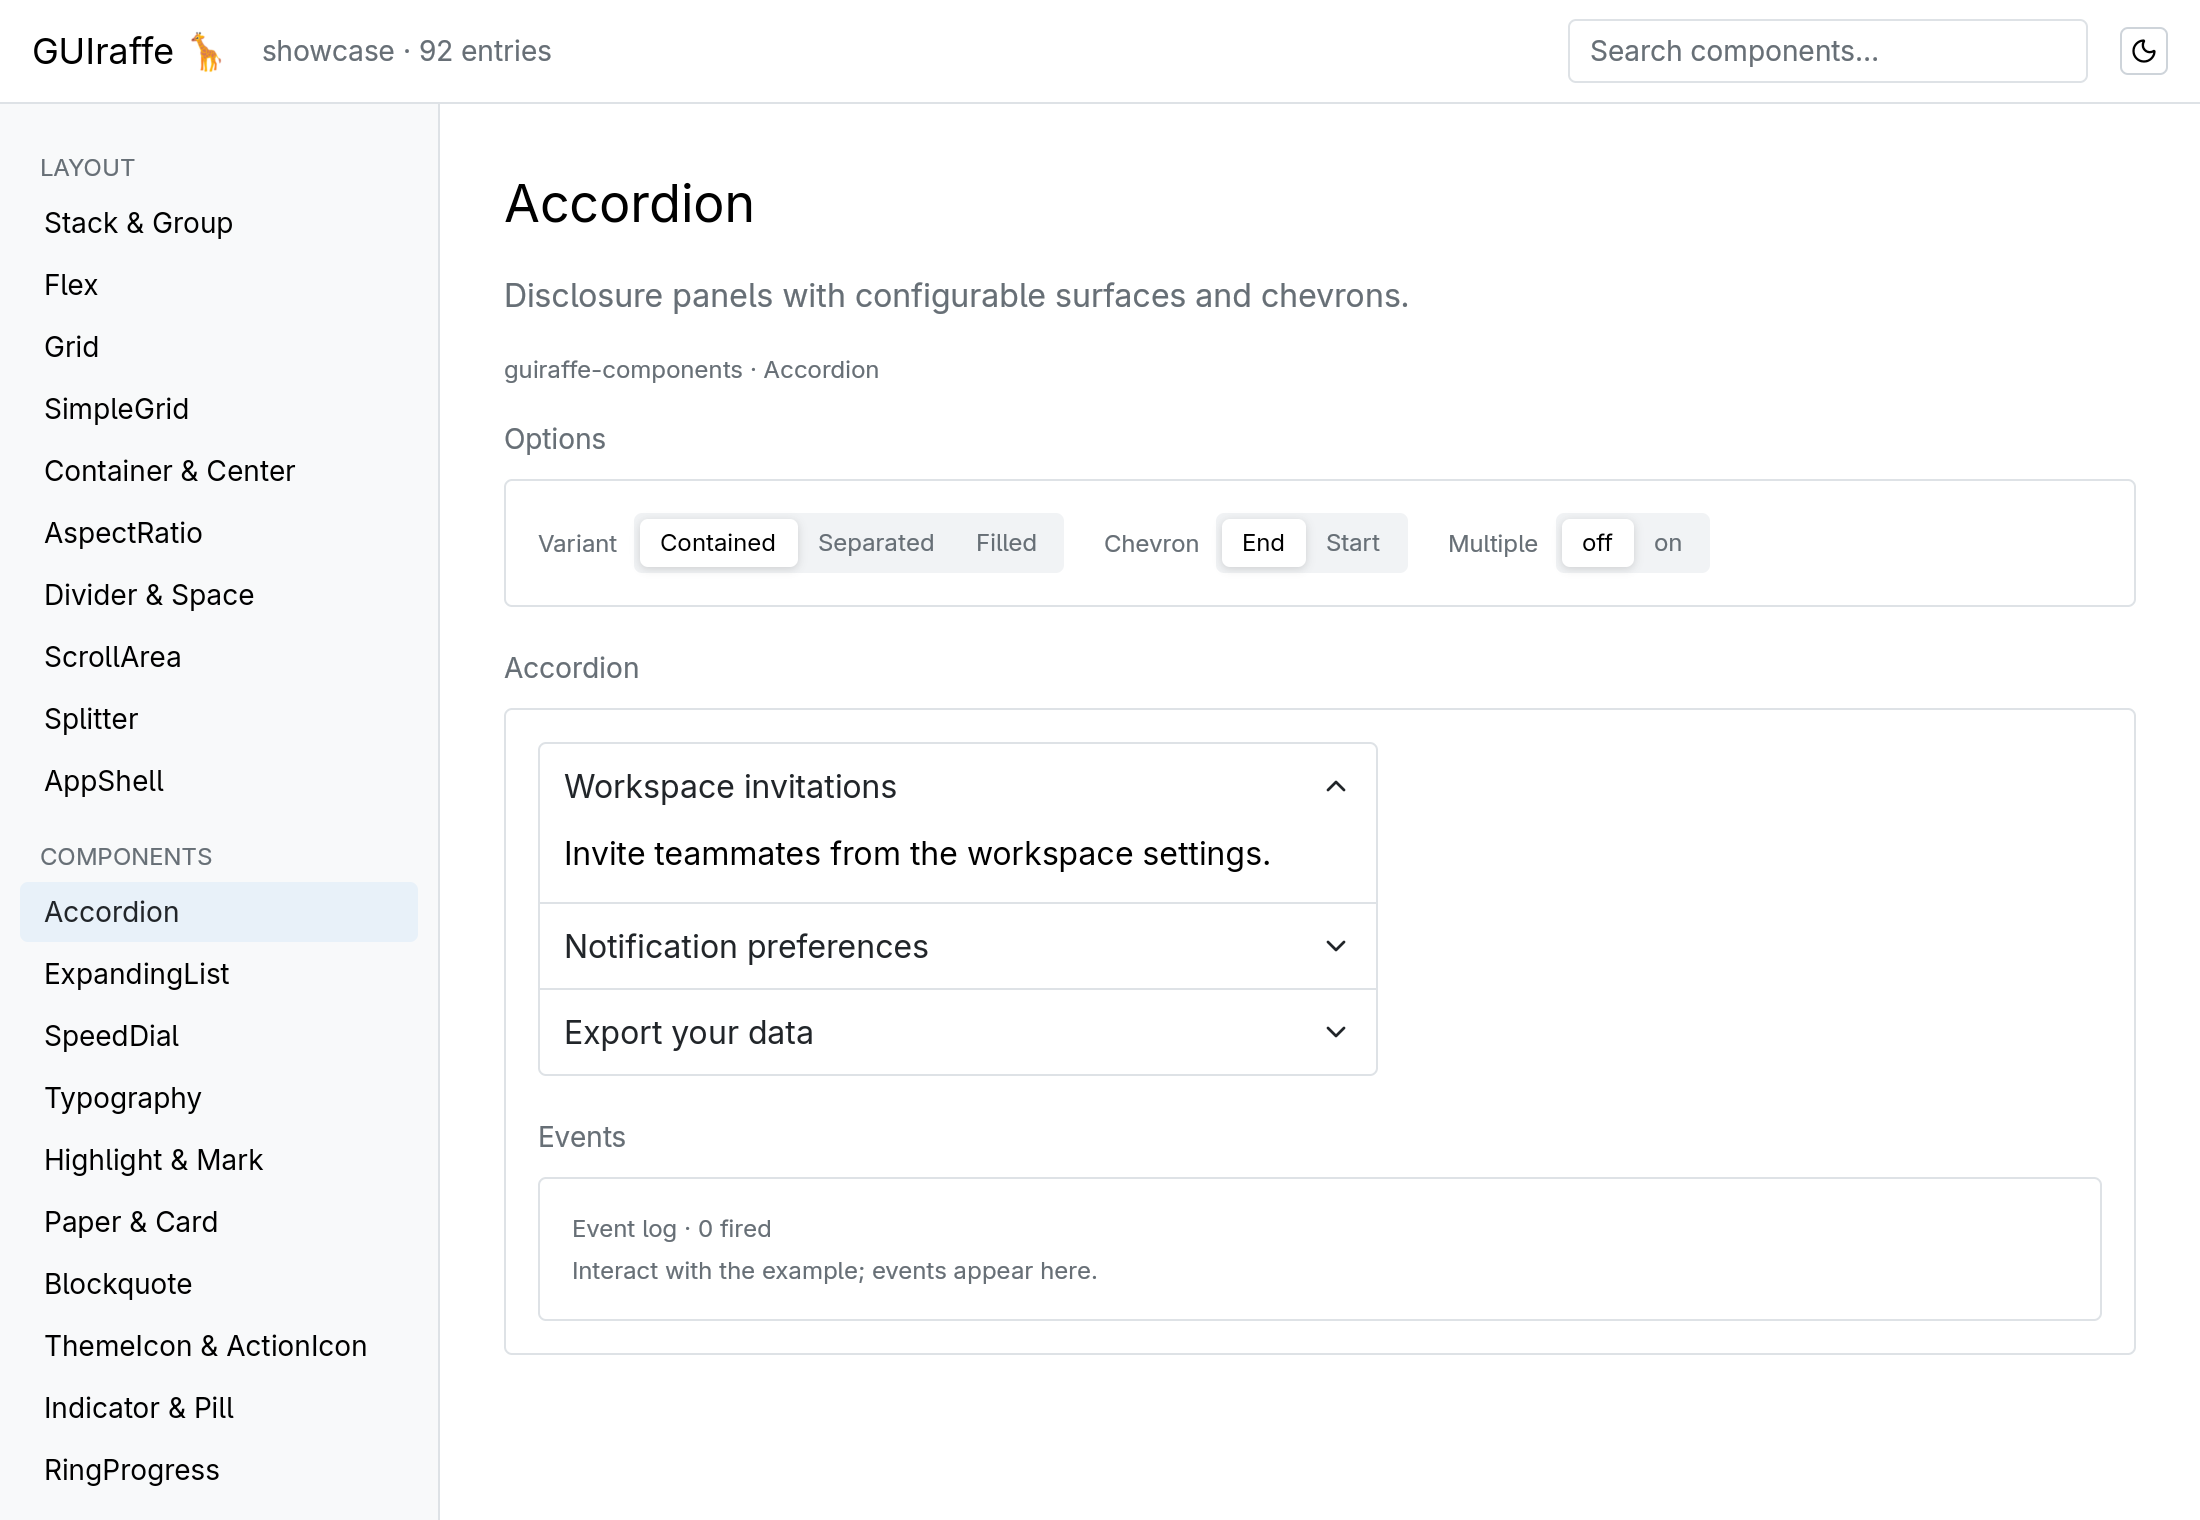 GUIraffe 🦒 showcase · 92 entries Search components...
LAYOUT
Stack & Group
Flex
Grid
SimpleGrid
Container & Center
AspectRatio
Divider & Space
ScrollArea
Splitter
AppShell
COMPONENTS
Accordion
ExpandingList
SpeedDial
Typography
Highlight & Mark
Paper & Card
Blockquote
ThemeIcon & ActionIcon
Indicator & Pill
RingProgress
Accordion
Disclosure panels with configurable surfaces and chevrons.
guiraffe-components · Accordion
Options
Variant Contained Separated Filled Chevron End Start Multiple off on
Accordion
Workspace invitations
Invite teammates from the workspace settings.
Notification preferences
Export your data
Events
Event log · 0 fired
Interact with the example; events appear here.